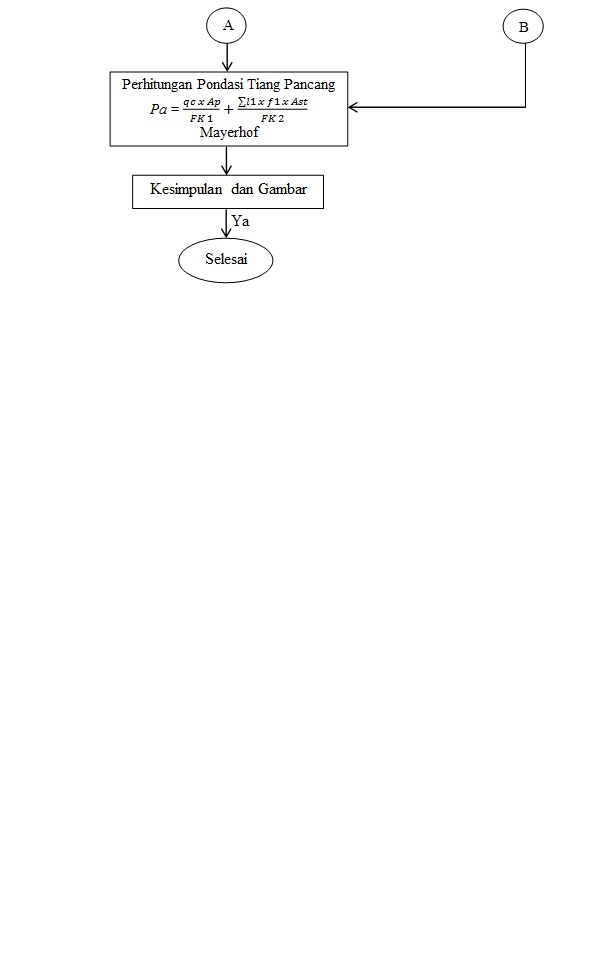 A
B
Perhitungan Pondasi Tiang Pancang
Pa = qc x Ap / FK 1 + ∑l1 x f1 x Ast / FK 2
Mayerhof
Kesimpulan dan Gambar
Ya
Selesai